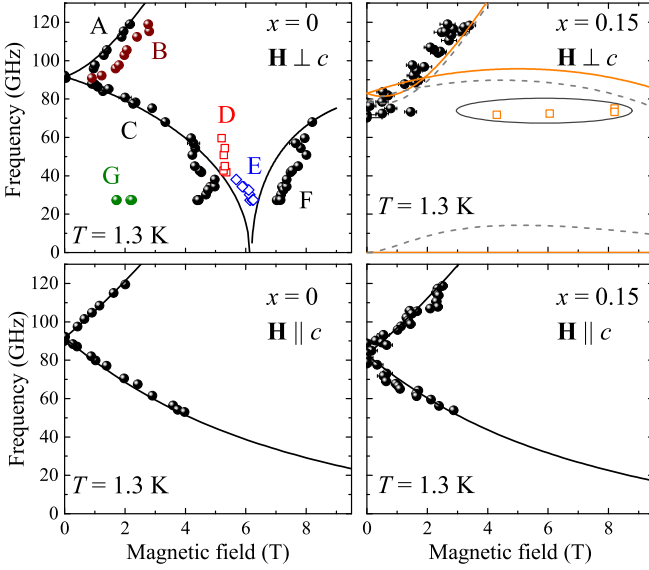 120
100
80
60
40
20
0
Frequency (GHz)
A
B
C
D
E
F
G
x = 0
H ⊥ c
T = 1.3 K
x = 0.15
H ⊥ c
T = 1.3 K
120
100
80
60
40
20
0
Frequency (GHz)
x = 0
H || c
T = 1.3 K
0 2 4 6 8
Magnetic field (T)
x = 0.15
H || c
T = 1.3 K
0 2 4 6 8
Magnetic field (T)